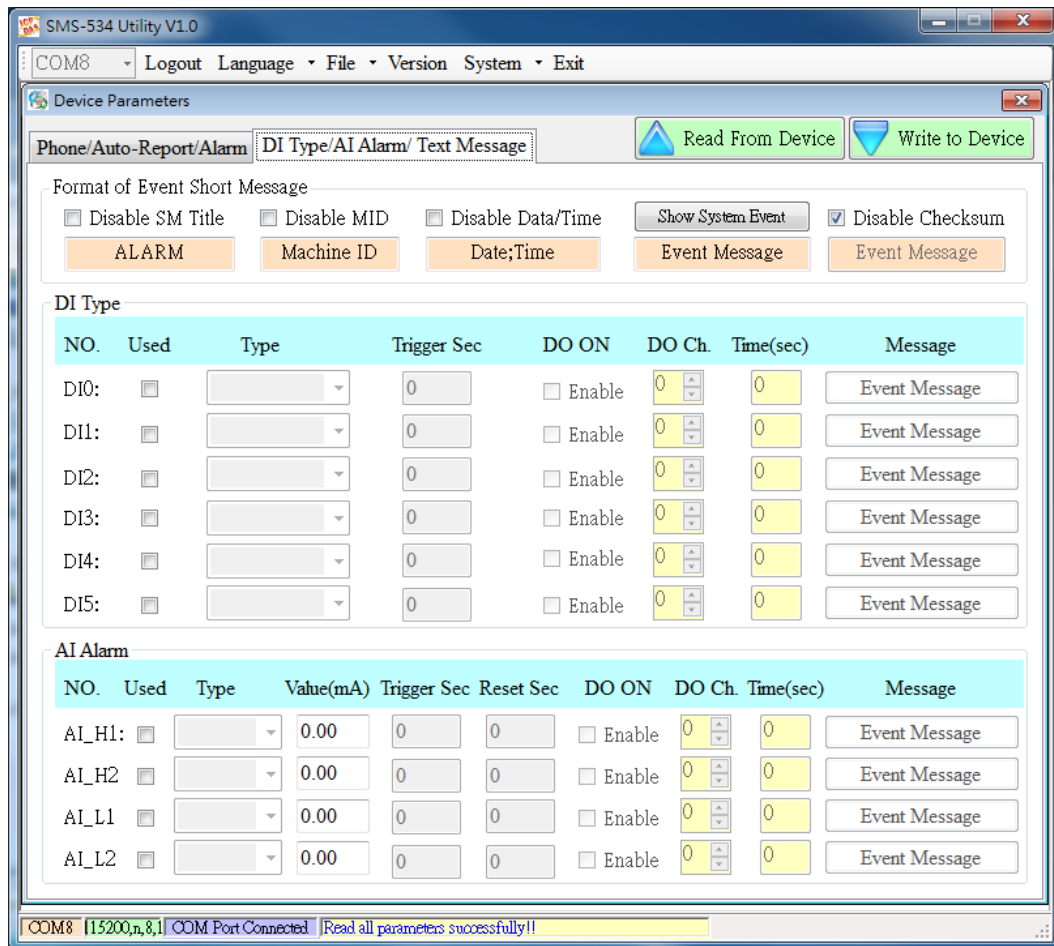 SMS-534 Utility V1.0
COM8 Logout Language File Version System Exit
Device Parameters
Phone/Auto-Report/Alarm DI Type/AI Alarm/ Text Message Read From Device Write to Device
Format of Event Short Message
Disable SM Title Disable MID Disable Data/Time Show System Event Disable Checksum
ALARM Machine ID Date;Time Event Message Event Message
DI Type
NO. Used Type Trigger Sec DO ON DO Ch. Time(sec) Message
DI0: 0 Enable 0 0 Event Message
DI1: 0 Enable 0 0 Event Message
DI2: 0 Enable 0 0 Event Message
DI3: 0 Enable 0 0 Event Message
DI4: 0 Enable 0 0 Event Message
DI5: 0 Enable 0 0 Event Message
AI Alarm
NO. Used Type Value(mA) Trigger Sec Reset Sec DO ON DO Ch. Time(sec) Message
AI_H1: 0.00 0 0 Enable 0 0 Event Message
AI_H2 0.00 0 0 Enable 0 0 Event Message
AI_L1 0.00 0 0 Enable 0 0 Event Message
AI_L2 0.00 0 0 Enable 0 0 Event Message
COM8 15200,n,8,1 COM Port Connected Read all parameters successfully!!